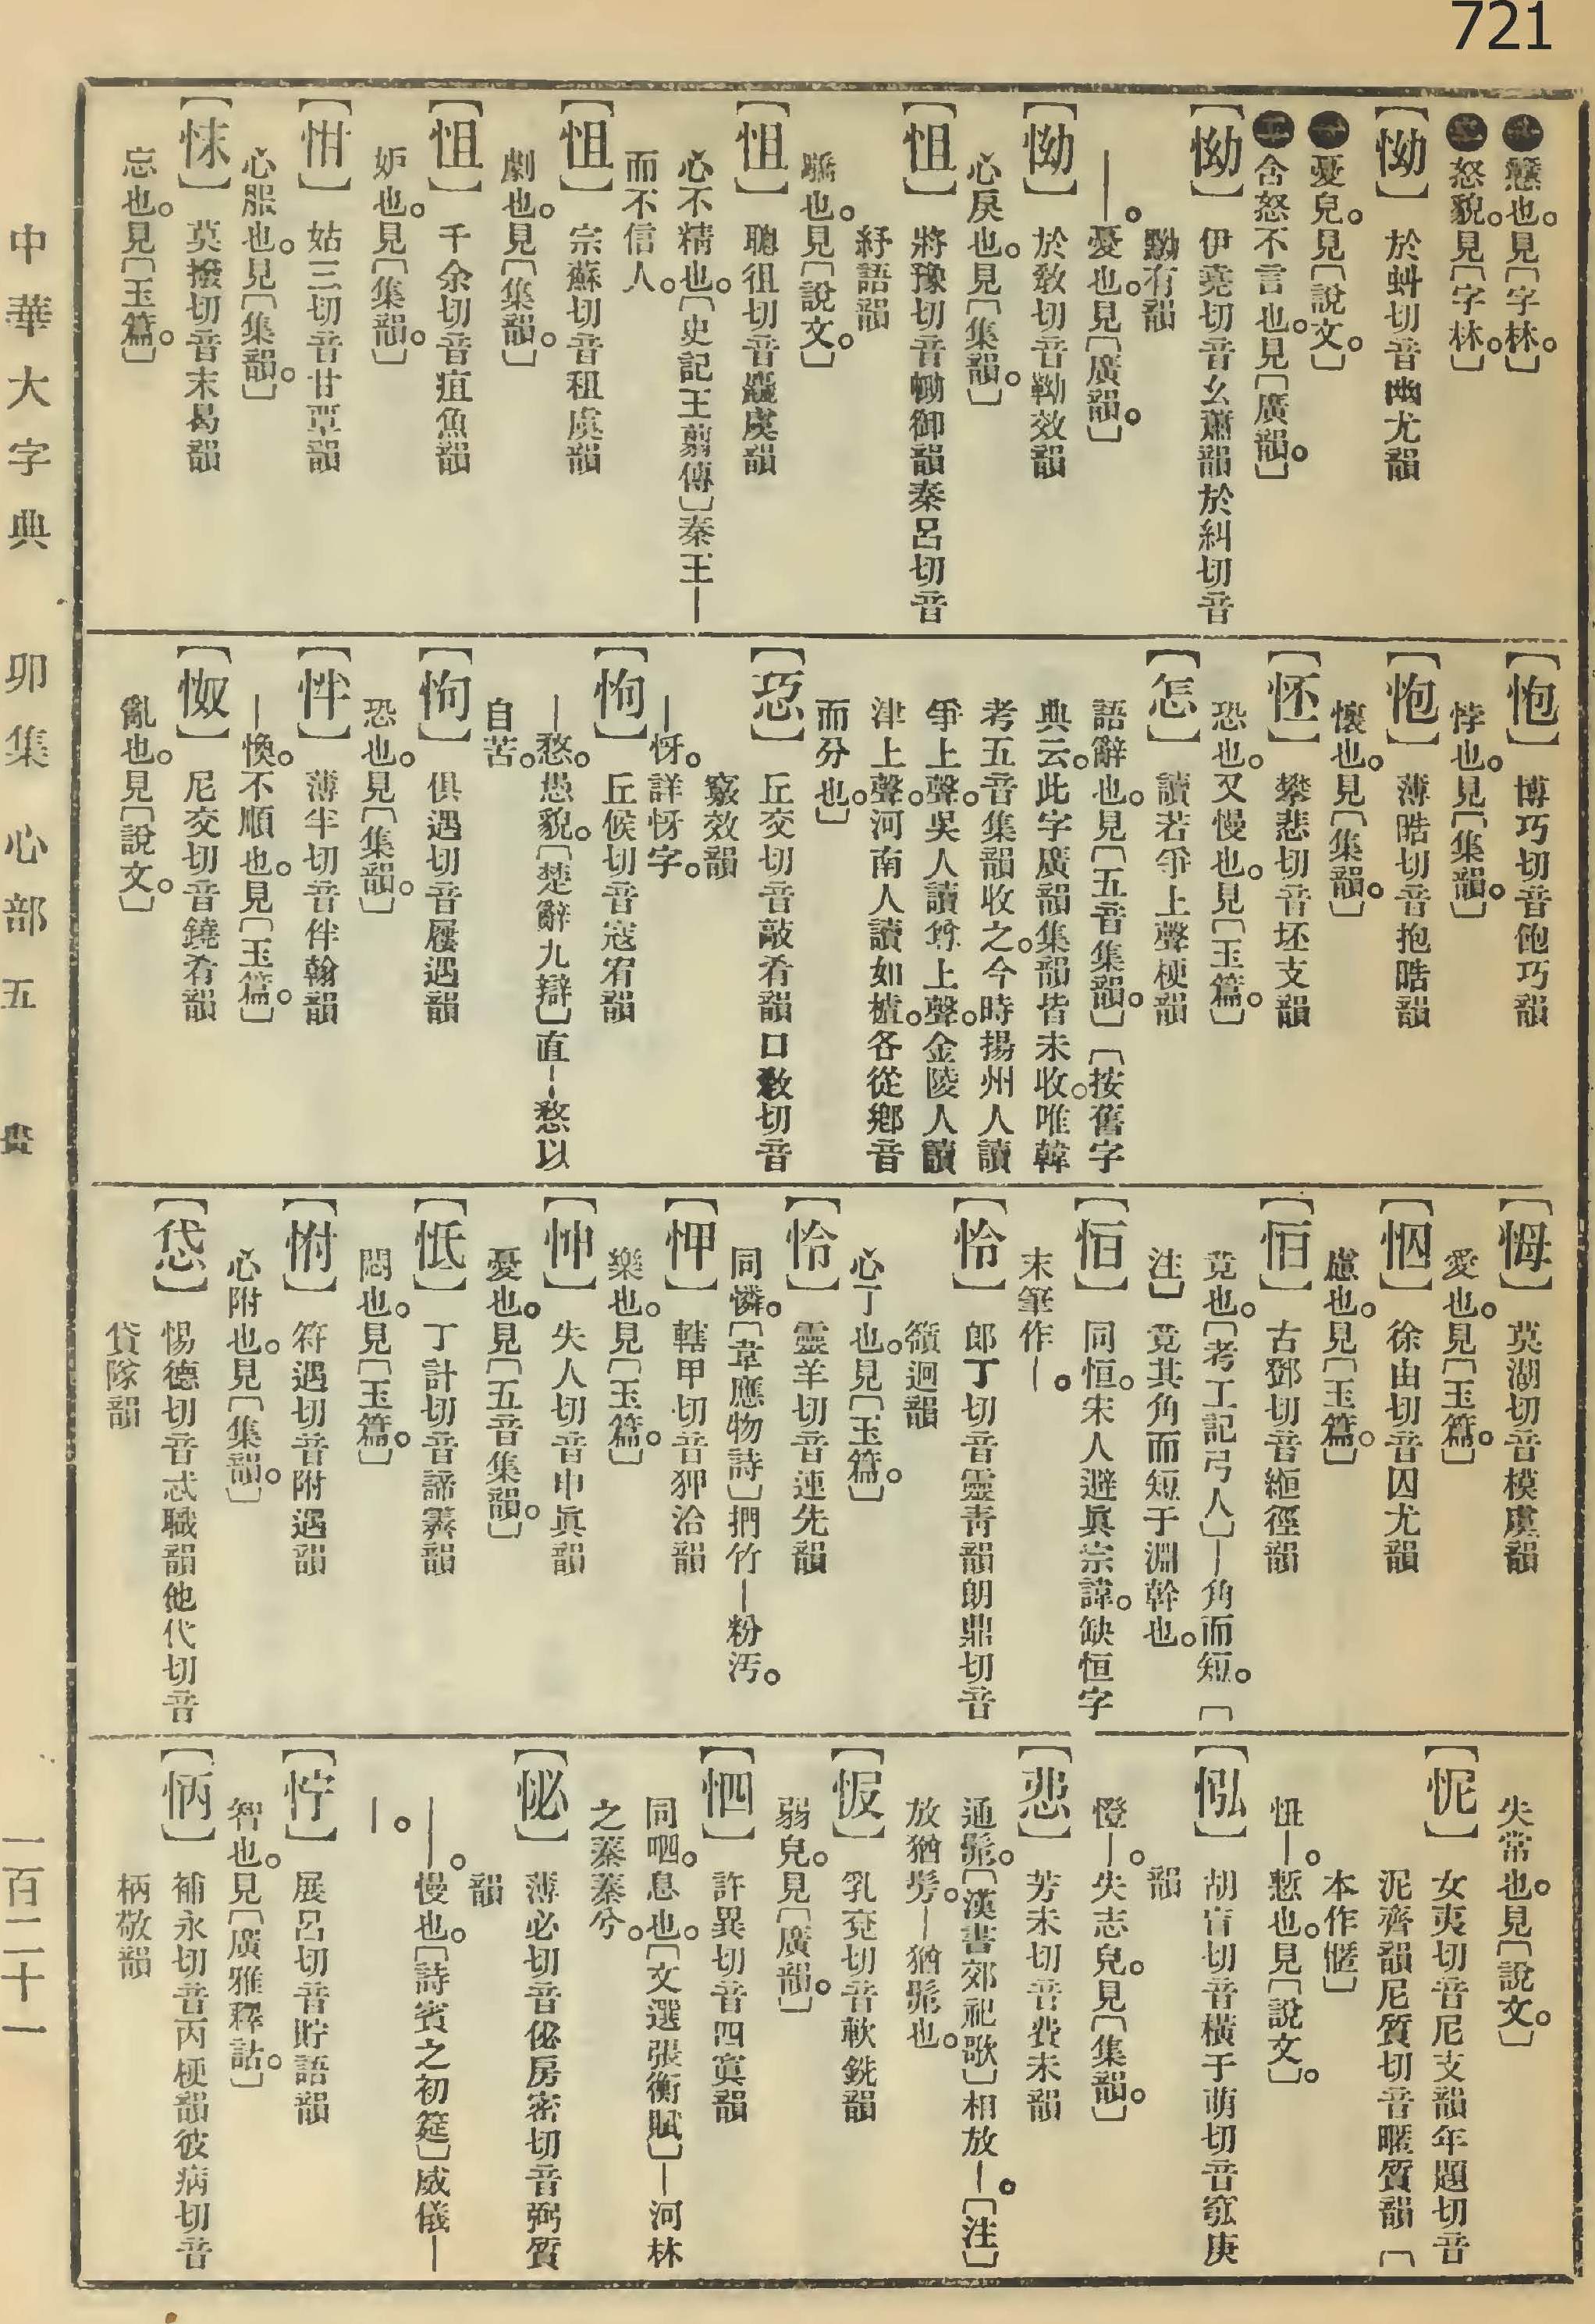 721
戇也。見〔字林。〕
怒貌。見〔字林。〕
【怮】於虯切音幽尤韻
㊀憂皃。見〔說文。〕
㊁含怒不言也。見〔廣韻。〕
【怮】伊堯切音幺蕭韻於糾切音
黝有韻
——。憂也。見〔廣韻。〕
【怮】於敎切音靿效韻
心戾也。見〔集韻。〕
【怚】將豫切音 御韻秦呂切音
紓語韻
驕也。見〔說文。〕
【怚】聰徂切音麤虞韻
心不精也。〔史記王翦傳〕秦王—
而不信人。
【怚】宗蘇切音租虞韻
劇也。見〔集韻。〕
【怚】千余切音疽魚韻
妒也。見〔集韻。〕
【㤌】姑三切音甘覃韻
心服也。見〔集韻。〕
【怽】莫撥切音末曷韻
忘也。見〔玉篇。〕
【怉】博巧切音飽巧韻
悖也。見〔集韻。〕
【怉】薄晧切音抱晧韻
懷也。見〔集韻。〕
【怌】攀悲切音坯支韻
恐也。又慢也。見〔玉篇。〕
【怎】讀若爭上聲梗韻
語辭也。見〔五音集韻。〕〔按舊字
典云。此字廣韻集韻皆未收。唯韓
考五音集韻收之。今時揚州人讀
爭上聲。吳人讀尊上聲。金陵人讀
津上聲。河南人讀如樝。各從鄉音
而分也。〕
【㤍】丘交切音敲肴韻口敎切音
竅效韻
—忦。詳忦字。
【怐】丘候切音寇宥韻
—愗。愚貌。〔楚辭九辯〕直—愗以
自苦。
【怐】俱遇切音屨遇韻
恐也。見〔集韻。〕
【怑】薄半切音伴翰韻
—愌。不順也。見〔玉篇。〕
【怓】尼交切音鐃肴韻
亂也。見〔說文。〕
【㥁】莫湖切音模虞韻
愛也。見〔玉篇。〕
【怞】徐由切音囚尤韻
慮也。見〔玉篇。〕
【恒】古鄧切音緪徑韻
竟也。〔考工記弓人〕—角而短。〔
注〕竟其角而短于淵幹也。
【恒】同恒。宋人避眞宗諱。缺恒字
末筆作—。
【怜】郎丁切音靈靑韻朗鼎切音
𥴊迥韻
心了也。見〔玉篇。〕
【怜】靈羊切音連先韻
同憐。〔韋應物詩〕捫竹—粉汚。
【㤉】轄甲切音狎洽韻
樂也。見〔玉篇。〕
【㤓】失人切音申眞韻
憂也。見〔五音集韻。〕
【怟】丁計切音諦霽韻
悶也。見〔玉篇。〕
【㤔】符遇切音附遇韻
心附也。見〔集韻。〕
【㤥】惕德切音忒職韻他代切音
貸隊韻
失常也。見〔說文。〕
【怩】女夷切音尼支韻年題切音
泥齊韻尼質切音暱質韻〔
本作㥾〕
忸—。慙也。見〔說文。〕
【㤋】胡肓切音橫于萌切音宖庚
韻
憕—。失志皃。見〔集韻。〕
【㤒】芳未切音費未韻
通髴。〔漢書郊祀歌〕相放—。〔注〕
放猶髣。—猶髴也。
【㤆】乳兗切音軟銑韻
弱皃。見〔廣韻。〕
【怬】許異切音四寘韻
同呬。息也。〔文選張衡賦〕—河林
之蓁蓁兮。
【怭】薄必切音佖房密切音弼質
韻
——。慢也。〔詩賓之初筵〕威儀—
—。
【㤖】展呂切音貯語韻
智也。見〔廣雅釋詁。〕
【怲】補永切音丙梗韻彼病切音
柄敬韻
中華大字典 卯集 心部 五畫
一百二十一